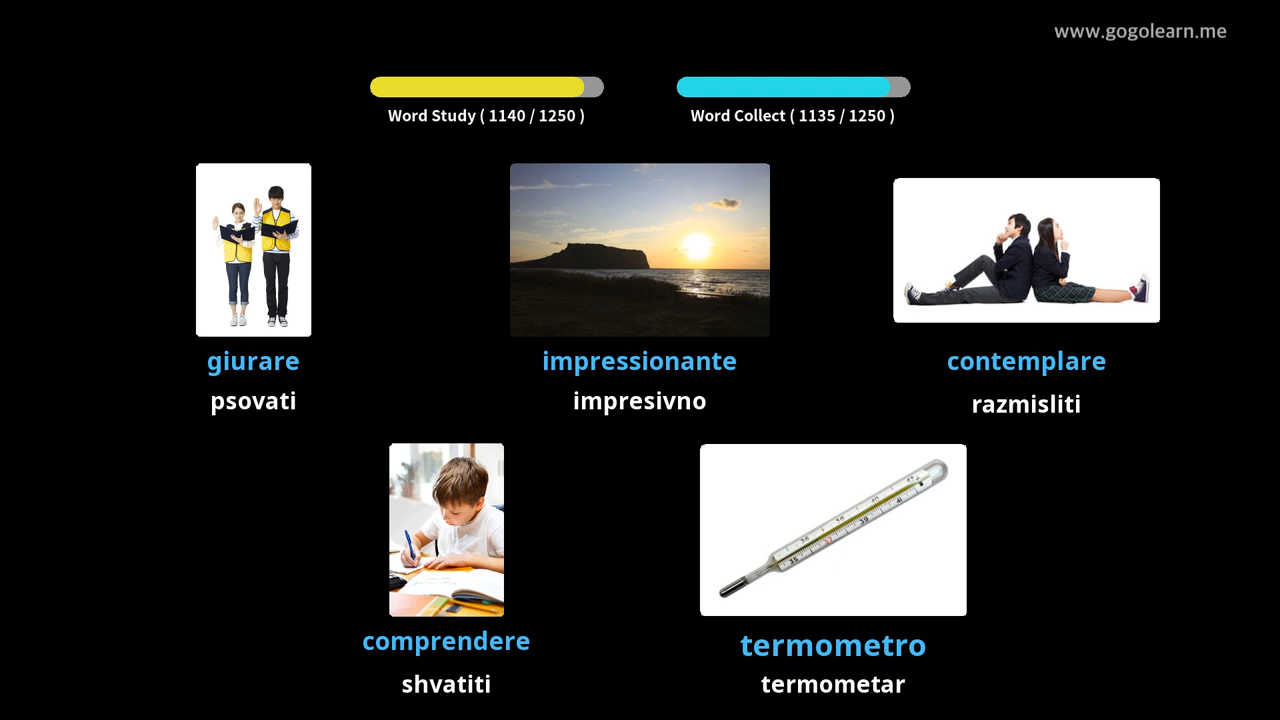 www.gogolearn.me
Word Study ( 1140 / 1250 )
Word Collect ( 1135 / 1250 )
giurare
psovati
impressionante
impresivno
contemplare
razmisliti
comprendere
shvatiti
termometro
termometar